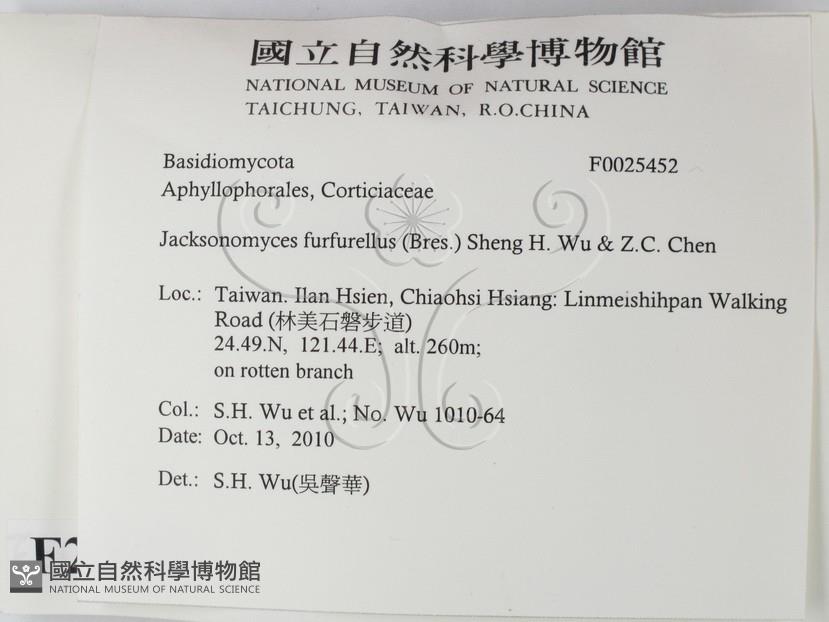 國立自然科學博物館
NATIONAL MUSEUM OF NATURAL SCIENCE
TAICHUNG, TAIWAN, R.O.CHINA
Basidiomycota F0025452
Aphyllophorales, Corticiaceae
Jacksonomyces furfurellus (Bres.) Sheng H. Wu & Z.C. Chen
Loc.: Taiwan. Ilan Hsien, Chiaohsi Hsiang: Linmeishihpan Walking
Road (林美石磐步道)
24.49.N, 121.44.E; alt. 260m;
on rotten branch
Col.: S.H. Wu et al.; No. Wu 1010-64
Date: Oct. 13, 2010
Det.: S.H. Wu(吳聲華)
國立自然科學博物館
NATIONAL MUSEUM OF NATURAL SCIENCE